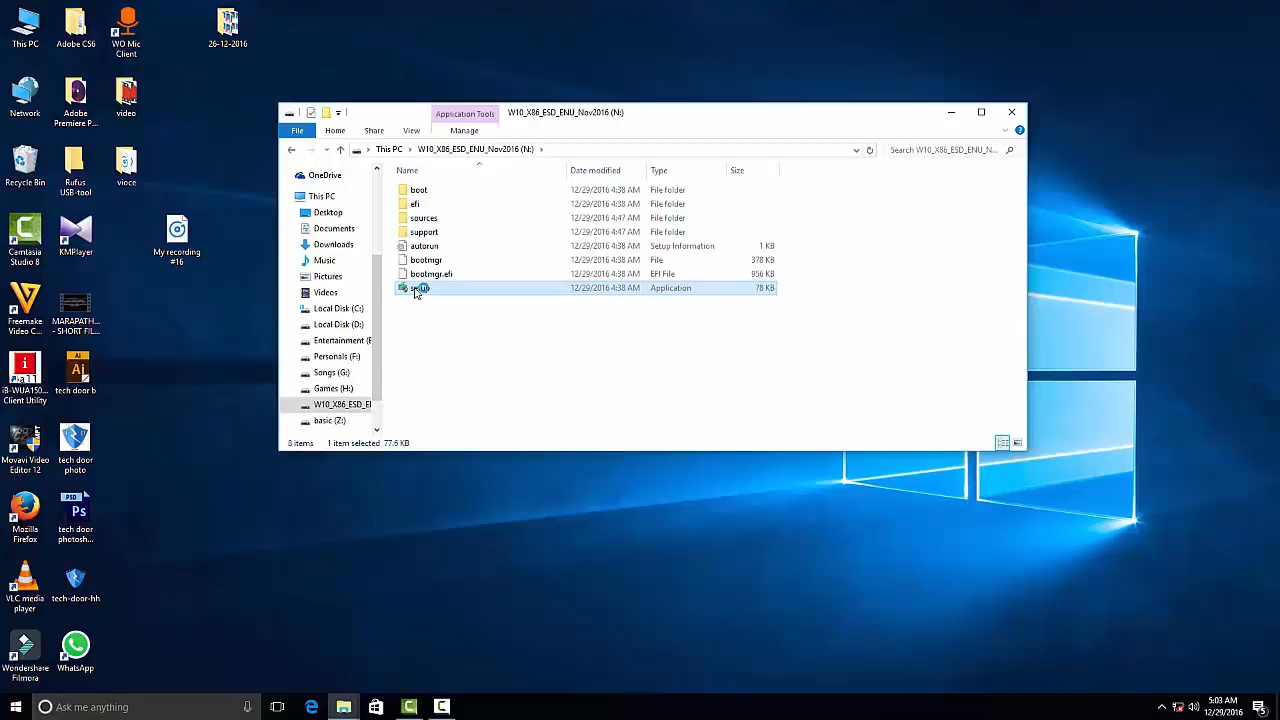 This PC
Adobe CS6
WO Mic
Client
26-12-2016
Network
Adobe
Premiere P...
video
Recycle Bin
Rufus
USB-tool
vioce
Camtasia
Studio 8
KMPlayer
My recording
#16
Freemake
Video C...
MARAPATH...
- SHORT FIL...
iB-WUA150...
Client Utility
tech door b
Movavi Video
Editor 12
tech door
photo
Mozilla
Firefox
tech door
photosh...
VLC media
player
tech-door-hh
Wondershare
Filmora
WhatsApp
Application Tools
W10_X86_ESD_ENU_Nov2016 (N:)
File
Home
Share
View
Manage
This PC
W10_X86_ESD_ENU_Nov2016 (N:)
Search W10_X86_ESD_ENU_N...
Name
Date modified
Type
Size
OneDrive
This PC
Desktop
Documents
Downloads
Music
Pictures
Videos
Local Disk (C:)
Local Disk (D:)
Entertainment (E
Personals (F:)
Songs (G:)
Games (H:)
W10_X86_ESD_E
basic (Z:)
boot 12/29/2016 4:38 AM File folder
efi 12/29/2016 4:38 AM File folder
sources 12/29/2016 4:47 AM File folder
support 12/29/2016 4:47 AM File folder
autorun 12/29/2016 4:38 AM Setup Information 1 KB
bootmgr 12/29/2016 4:38 AM File 378 KB
bootmgr.efi 12/29/2016 4:38 AM EFI File 956 KB
12/29/2016 4:38 AM Application 78 KB
8 items
1 item selected 77.6 KB
Ask me anything
5:03 AM
12/29/2016